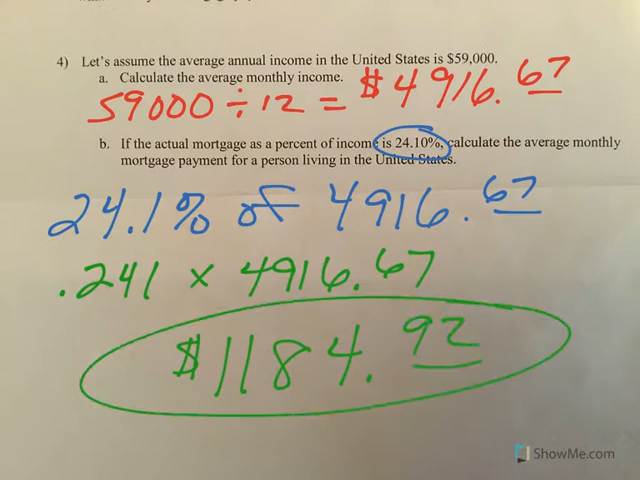 4) Let's assume the average annual income in the United States is $59,000.
a. Calculate the average monthly income.
59000 ÷ 12 = $4916.67
b. If the actual mortgage as a percent of income is 24.10%, calculate the average monthly
mortgage payment for a person living in the United States.
24.1% of 4916.67
.241 x 4916.67
$1184.92
ShowMe.com